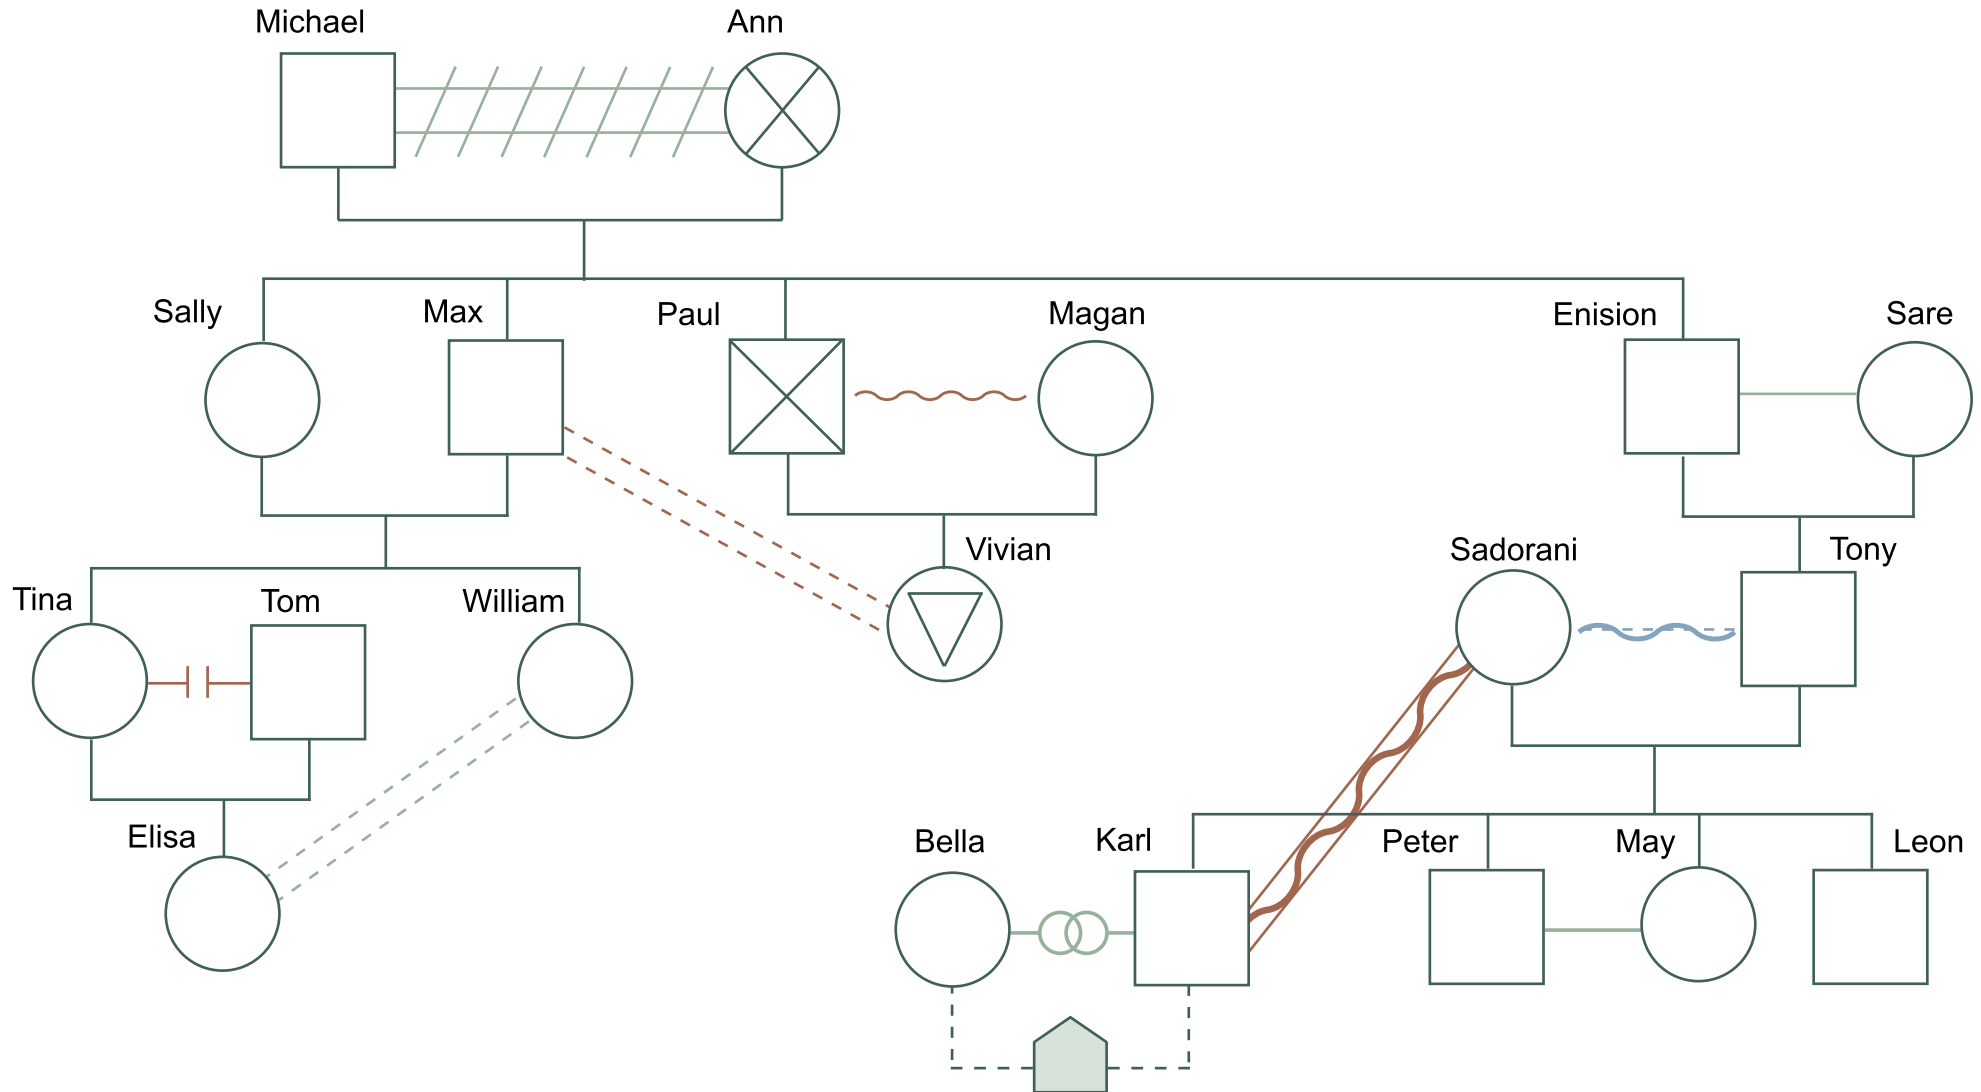 Michael
Ann
Sally
Max
Paul
Magan
Enision
Sare
Vivian
Sadorani
Tony
Tina
Tom
William
Elisa
Bella
Karl
Peter
May
Leon